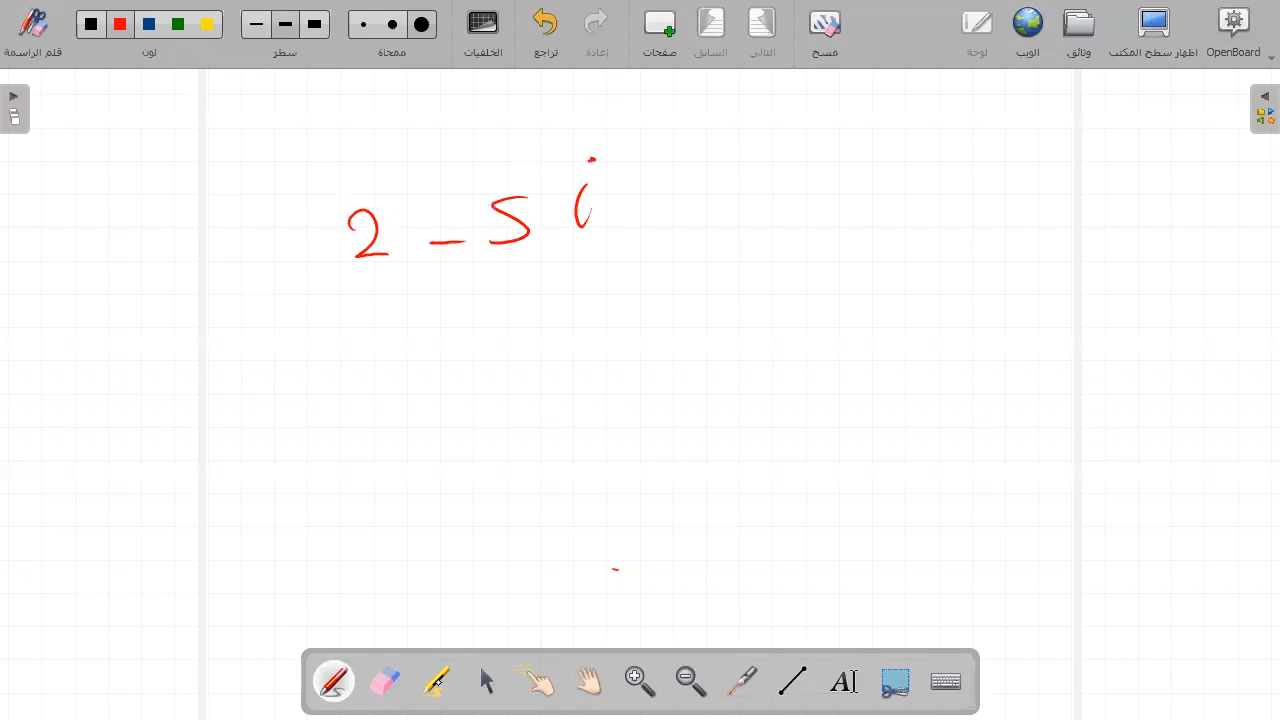 قلم الراسمة
لون
سطر
ممحاة
الخلفيات
تراجع
إعادة
صفحات
السابق
التالي
مسح
لوحة
الويب
وثائق
اظهار سطح المكتب
OpenBoard
2 - 5 i
AI